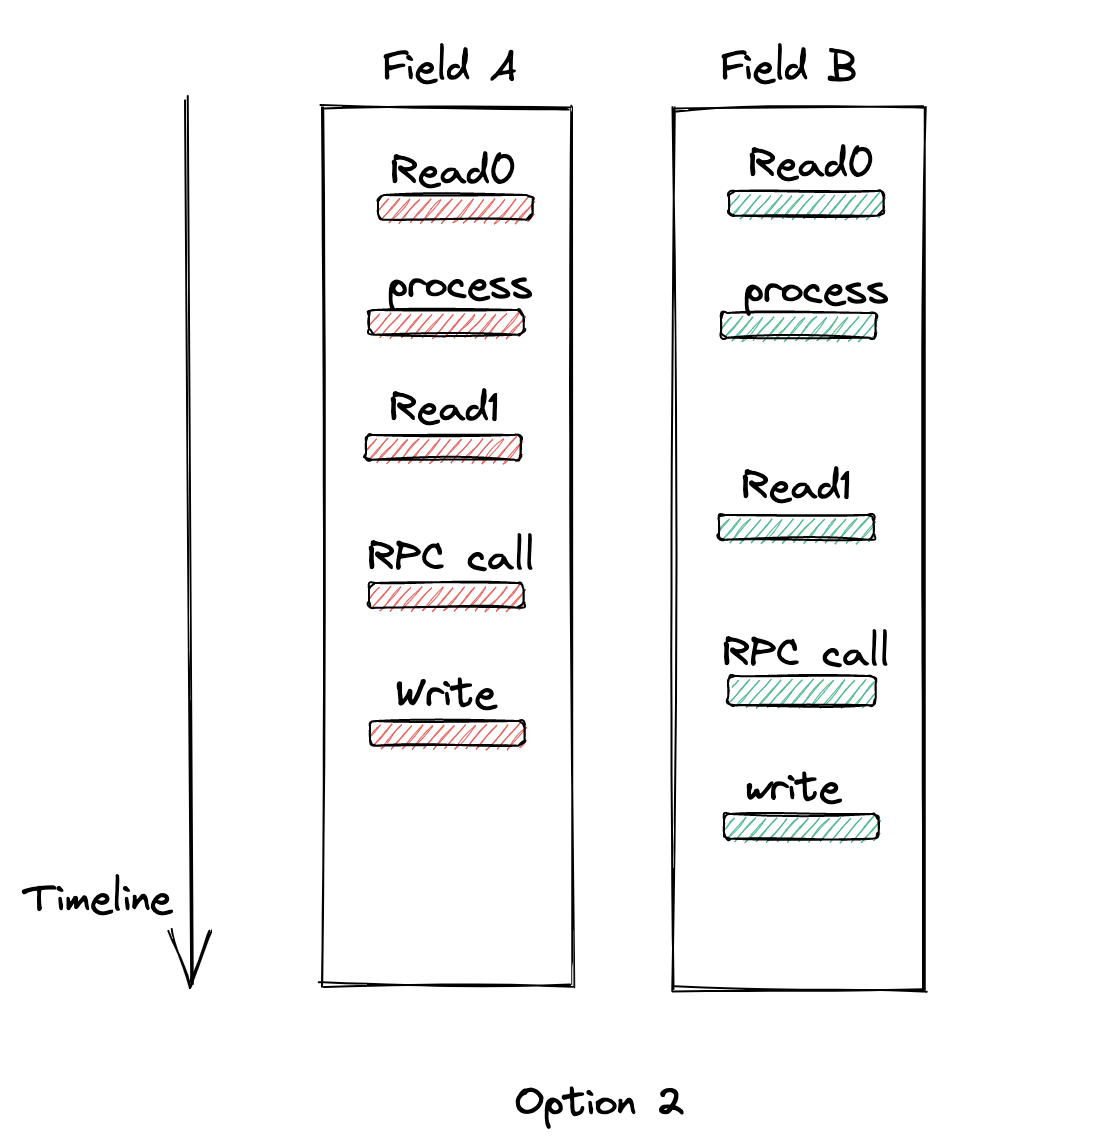 Field A
Field B
Read0
Read0
process
process
Read1
Read1
RPC call
RPC call
Write
write
Timeline
Option 2